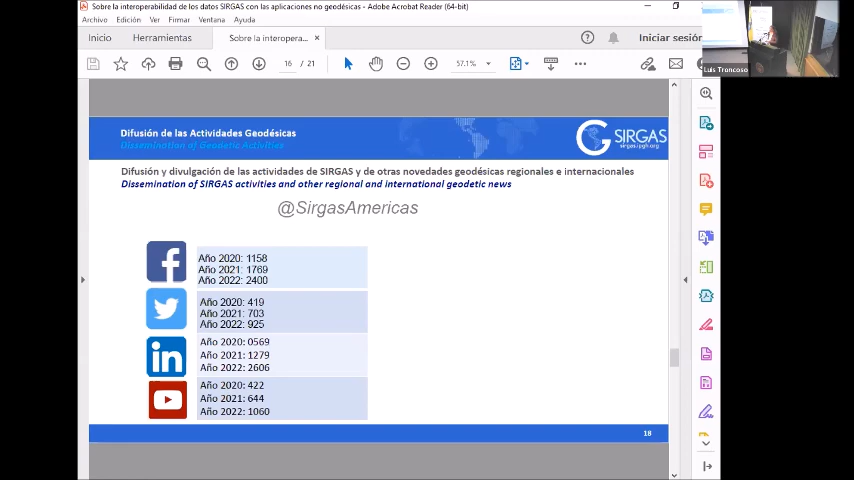 Sobre la interoperabilidad de los datos SIRGAS con las aplicaciones no geodésicas - Adobe Acrobat Reader (64-bit)
Archivo Edición Ver Firmar Ventana Ayuda
Inicio Herramientas Sobre la interopera... × Iniciar sesión
16 / 21 57.1%
Luis Troncoso
Difusión de las Actividades Geodésicas
Dissemination of Geodetic Activities
SIRGAS
sirgas.ipgh.org
Difusión y divulgación de las actividades de SIRGAS y de otras novedades geodésicas regionales e internacionales
Dissemination of SIRGAS activities and other regional and international geodetic news
@SirgasAmericas
Año 2020: 1158
Año 2021: 1769
Año 2022: 2400
Año 2020: 419
Año 2021: 703
Año 2022: 925
Año 2020: 0569
Año 2021: 1279
Año 2022: 2606
Año 2020: 422
Año 2021: 644
Año 2022: 1060
18